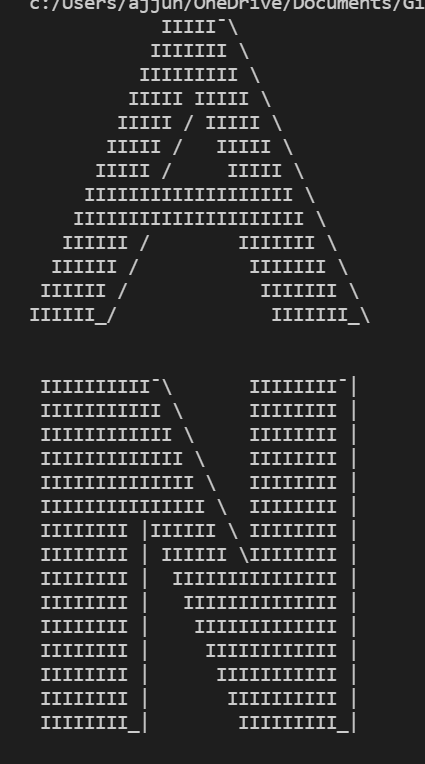 c:/Users/ajjun/OneDrive/Documents/Gi
            IIIII¯\
           IIIIIII \
          IIIIIIIII \
         IIIII IIIII \
        IIIII / IIIII \
       IIIII /   IIIII \
      IIIII /     IIIII \
     IIIIIIIIIIIIIIIIIII \
    IIIIIIIIIIIIIIIIIIIII \
   IIIIII /        IIIIIII \
  IIIIII /          IIIIIII \
 IIIIII /            IIIIIII \
IIIIII_/              IIIIIII_\
 IIIIIIIIII¯\       IIIIIIII¯|
 IIIIIIIIIII \      IIIIIIII |
 IIIIIIIIIIII \     IIIIIIII |
 IIIIIIIIIIIII \    IIIIIIII |
 IIIIIIIIIIIIII \   IIIIIIII |
 IIIIIIIIIIIIIII \  IIIIIIII |
 IIIIIIII |IIIIII \ IIIIIIII |
 IIIIIIII | IIIIII \IIIIIIII |
 IIIIIIII |  IIIIIIIIIIIIIII |
 IIIIIIII |   IIIIIIIIIIIIII |
 IIIIIIII |    IIIIIIIIIIIII |
 IIIIIIII |     IIIIIIIIIIII |
 IIIIIIII |      IIIIIIIIIII |
 IIIIIIII |       IIIIIIIIII |
 IIIIIIII_|        IIIIIIIII_|